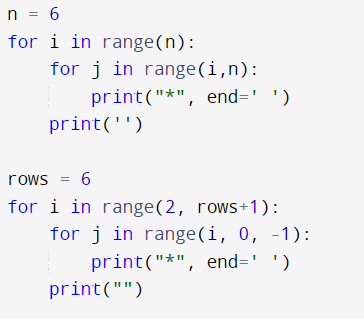 n = 6
for i in range(n):
    for j in range(i,n):
        print("*", end=' ')
    print('')

rows = 6
for i in range(2, rows+1):
    for j in range(i, 0, -1):
        print("*", end=' ')
    print("")